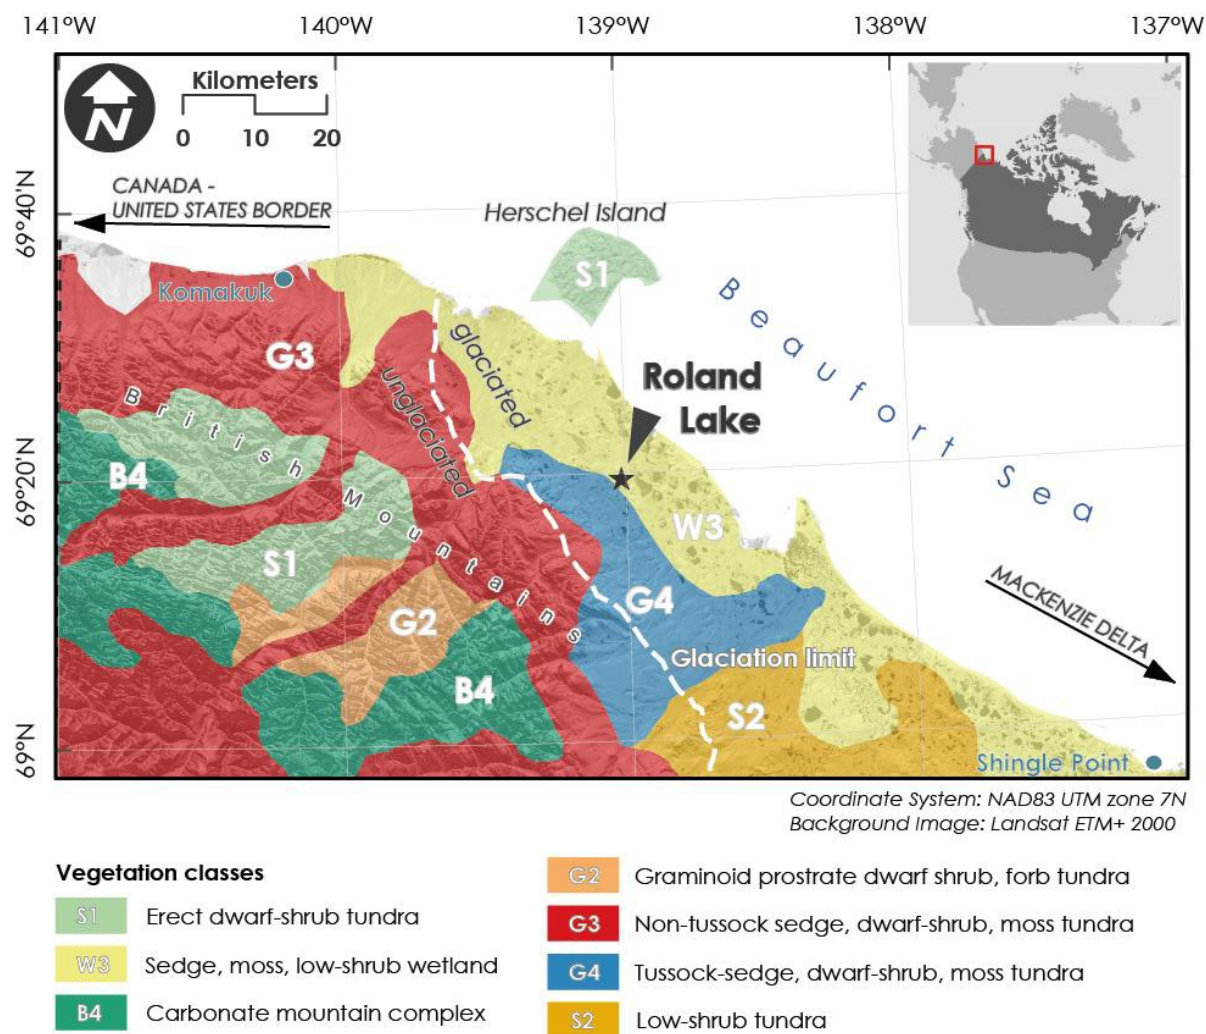 141°W 140°W 139°W 138°W 137°W
Kilometers
0 10 20
N
CANADA -
UNITED STATES BORDER
69°40'N
Herschel Island
S1
Komakuk
Beaufort Sea
G3
glaciated
unglaciated
Roland
Lake
British Mountains
B4
69°20'N
W3
S1
G4
G2
MACKENZIE DELTA
Glaciation limit
B4
S2
69°N
Shingle Point
Coordinate System: NAD83 UTM zone 7N
Background Image: Landsat ETM+ 2000
Vegetation classes
S1 Erect dwarf-shrub tundra
W3 Sedge, moss, low-shrub wetland
B4 Carbonate mountain complex
G2 Graminoid prostrate dwarf shrub, forb tundra
G3 Non-tussock sedge, dwarf-shrub, moss tundra
G4 Tussock-sedge, dwarf-shrub, moss tundra
S2 Low-shrub tundra